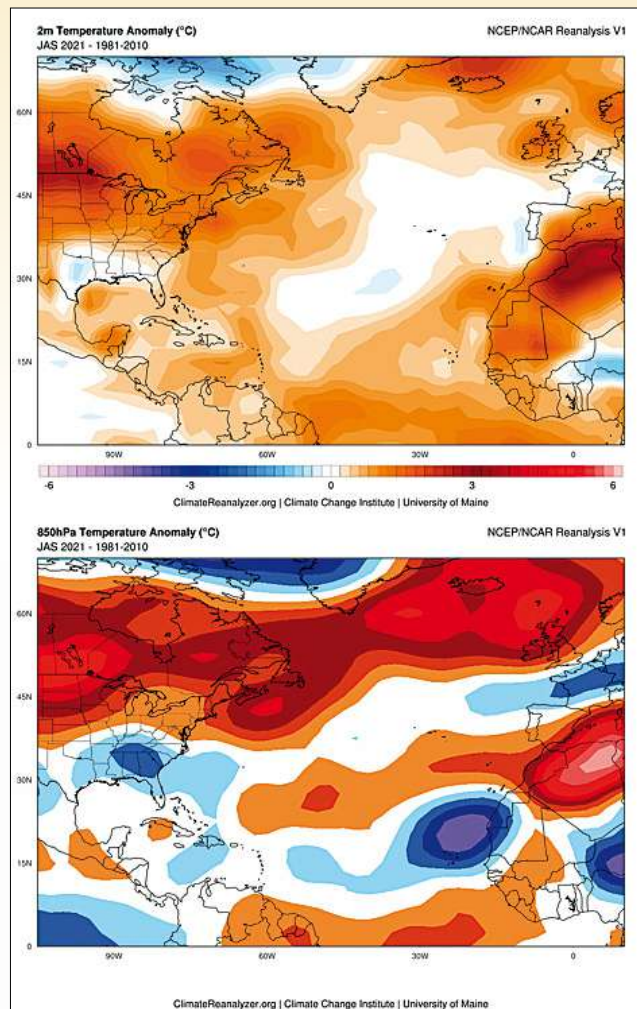 2m Temperature Anomaly (°C) NCEP/NCAR Reanalysis V1
JAS 2021 - 1981-2010
60N
45N
30N
15N
0
90W 60W 30W 0
-6 -3 0 3 6
ClimateReanalyzer.org | Climate Change Institute | University of Maine
850hPa Temperature Anomaly (°C) NCEP/NCAR Reanalysis V1
JAS 2021 - 1981-2010
60N
45N
30N
15N
0
90W 60W 30W 0
ClimateReanalyzer.org | Climate Change Institute | University of Maine